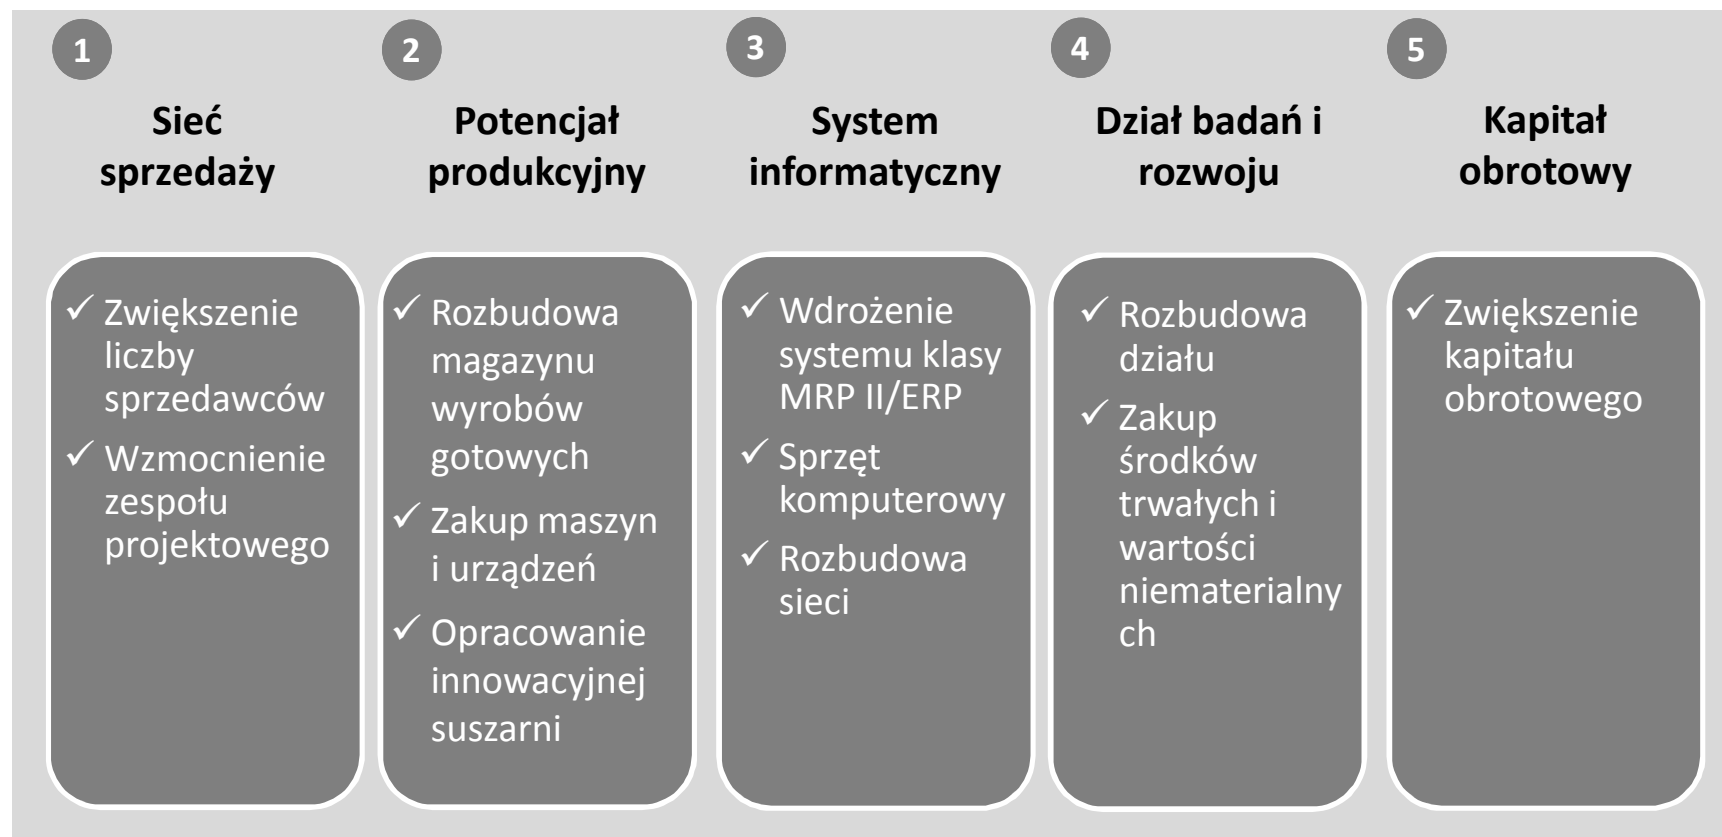 1
Sieć
sprzedaży
✓ Zwiększenie
liczby
sprzedawców
✓ Wzmocnienie
zespołu
projektowego
2
Potencjał
produkcyjny
✓ Rozbudowa
magazynu
wyrobów
gotowych
✓ Zakup maszyn
i urządzeń
✓ Opracowanie
innowacyjnej
suszarni
3
System
informatyczny
✓ Wdrożenie
systemu klasy
MRP II/ERP
✓ Sprzęt
komputerowy
✓ Rozbudowa
sieci
4
Dział badań i
rozwoju
✓ Rozbudowa
działu
✓ Zakup
środków
trwałych i
wartości
niematerialny
ch
5
Kapitał
obrotowy
✓ Zwiększenie
kapitału
obrotowego